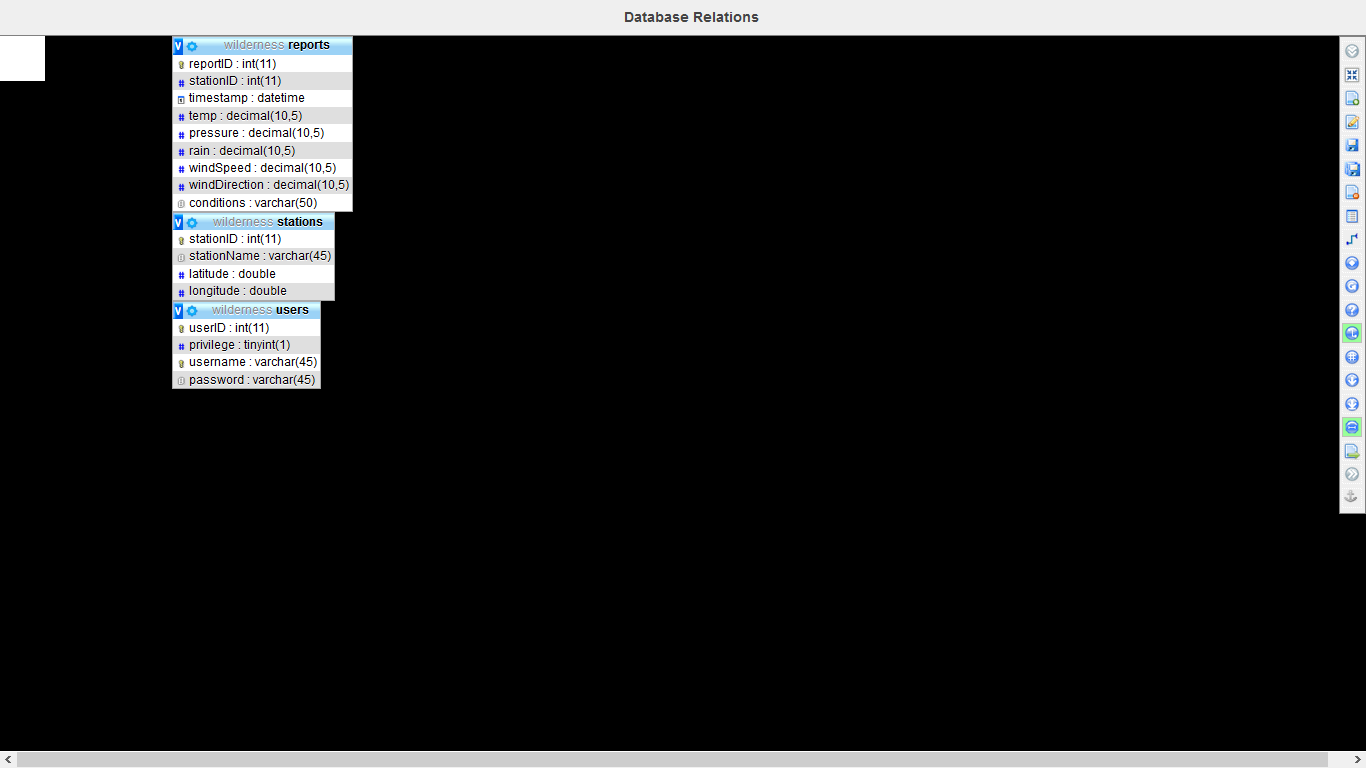 Database Relations
V wilderness reports
reportID : int(11)
# stationID : int(11)
timestamp : datetime
# temp : decimal(10,5)
# pressure : decimal(10,5)
# rain : decimal(10,5)
# windSpeed : decimal(10,5)
# windDirection : decimal(10,5)
conditions : varchar(50)
V wilderness stations
stationID : int(11)
stationName : varchar(45)
# latitude : double
# longitude : double
V wilderness users
userID : int(11)
# privilege : tinyint(1)
username : varchar(45)
password : varchar(45)